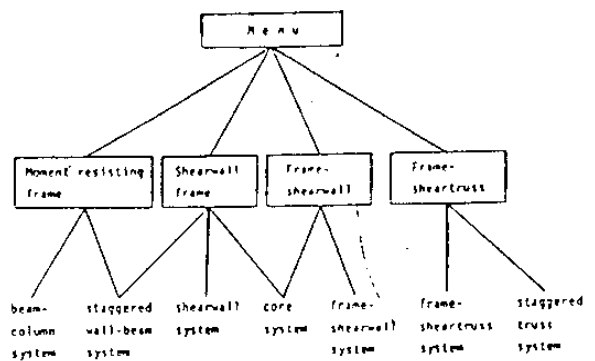 Menu
Moment resisting
frame
Shearwall
frame
Frame-
shearwall
Frame-
sheartruss
beam-
column
system
staggered
wall-beam
system
shearwall
system
core
system
frame-
shearwall
system
frame-
sheartruss
system
staggered
truss
system